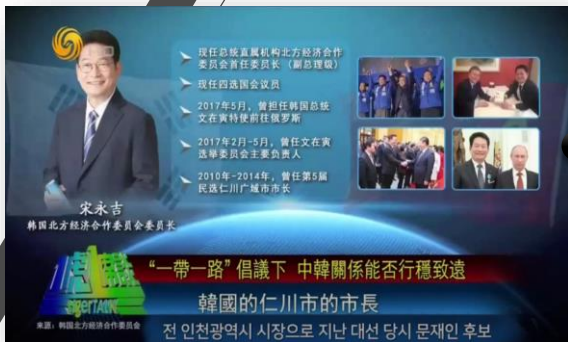 现任总统直属机构北方经济合作
委员会首任委员长（副总理级）
现任四选国会议员
2017年5月，曾担任韩国总统
文在寅特使前往俄罗斯
2017年2月-5月，曾任文在寅
选举委员会主要负责人
2010年-2014年，曾任第5届
民选仁川广域市市长
宋永吉
韩国北方经济合作委员会委员长
“一帶一路”倡議下 中韓關係能否行穩致遠
TigerTALK
韓國的仁川市的市長
来源：韩国北方经济合作委员会
전 인천광역시 시장으로 지난 대선 당시 문재인 후보